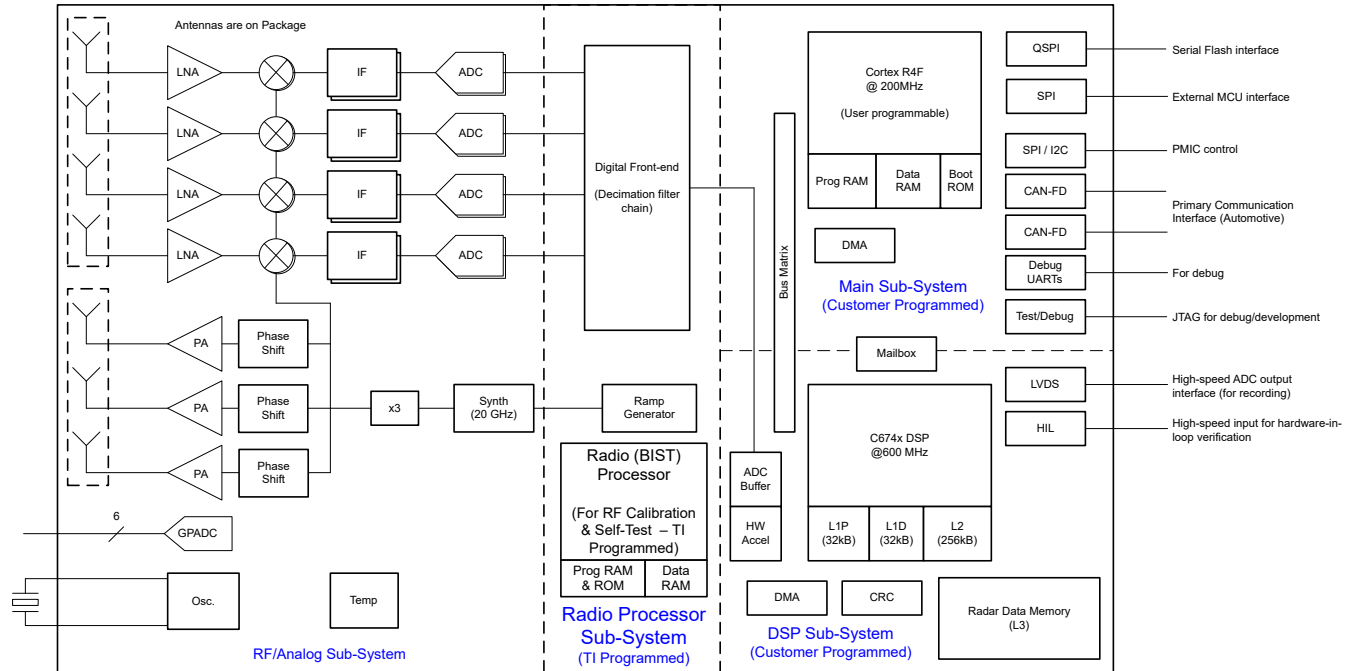 Antennas are on Package
LNA
IF
ADC
LNA
IF
ADC
LNA
IF
ADC
LNA
IF
ADC
PA
Phase
Shift
PA
Phase
Shift
PA
Phase
Shift
x3
Synth
(20 GHz)
6
GPADC
Osc.
Temp
RF/Analog Sub-System
Digital Front-end
(Decimation filter
chain)
Ramp
Generator
Radio (BIST)
Processor
(For RF Calibration
& Self-Test – TI
Programmed)
Prog RAM
& ROM
Data
RAM
Radio Processor
Sub-System
(TI Programmed)
Bus Matrix
Cortex R4F
@ 200MHz
(User programmable)
Prog RAM
Data
RAM
Boot
ROM
DMA
Main Sub-System
(Customer Programmed)
Mailbox
QSPI
Serial Flash interface
SPI
External MCU interface
SPI / I2C
PMIC control
CAN-FD
CAN-FD
Primary Communication
Interface (Automotive)
Debug
UARTs
For debug
Test/Debug
JTAG for debug/development
LVDS
High-speed ADC output
interface (for recording)
HIL
High-speed input for hardware-in-
loop verification
ADC
Buffer
HW
Accel
C674x DSP
@600 MHz
L1P
(32kB)
L1D
(32kB)
L2
(256kB)
DMA
CRC
Radar Data Memory
(L3)
DSP Sub-System
(Customer Programmed)